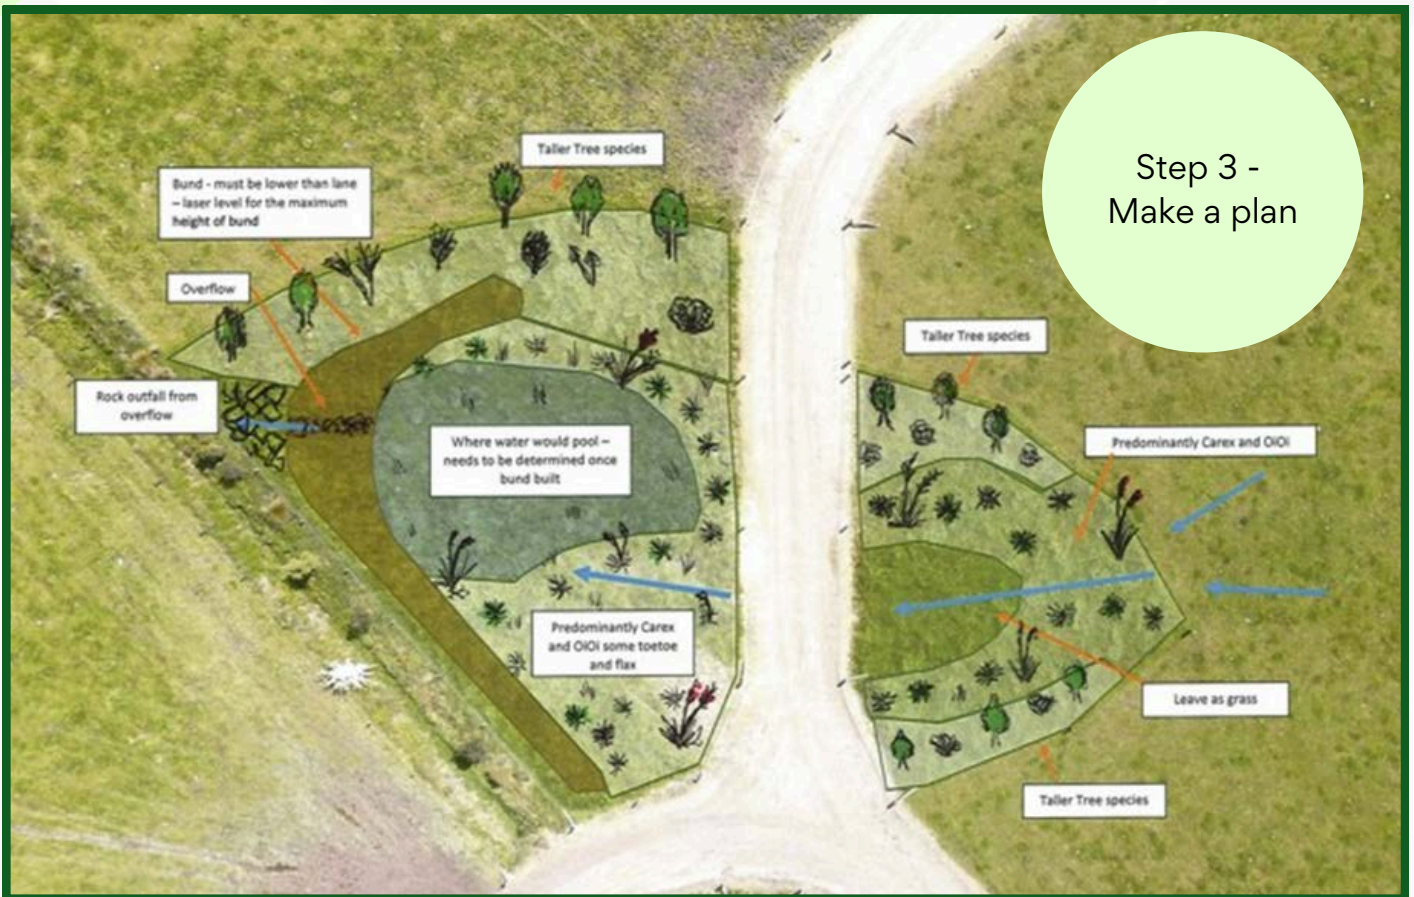 Step 3 -
Make a plan
Taller Tree species
Bund - must be lower than lane
– laser level for the maximum
height of bund
Overflow
Rock outfall from
overflow
Where water would pool –
needs to be determined once
bund built
Predominantly Carex
and OiOi some toetoe
and flax
Taller Tree species
Predominantly Carex and OiOi
Leave as grass
Taller Tree species